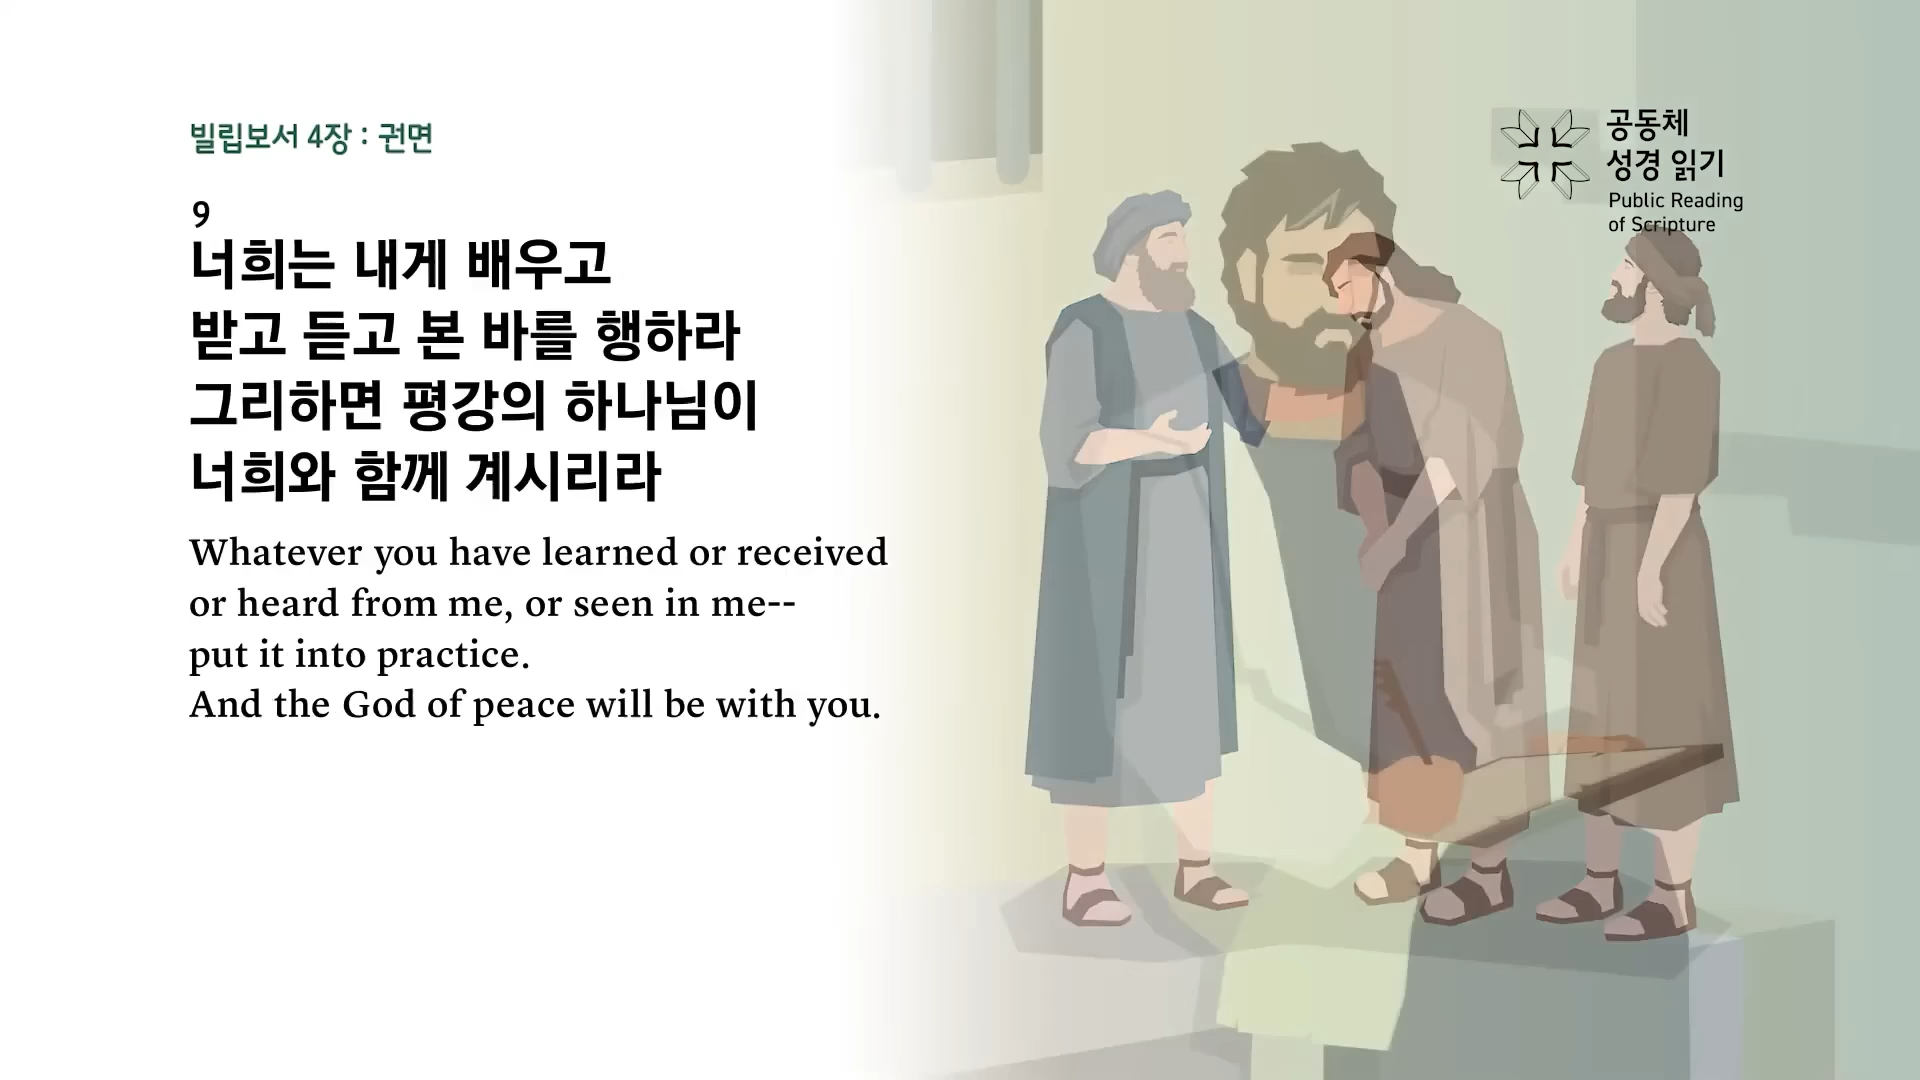 빌립보서 4장 : 권면
9
너희는 내게 배우고
받고 듣고 본 바를 행하라
그리하면 평강의 하나님이
너희와 함께 계시리라
Whatever you have learned or received
or heard from me, or seen in me--
put it into practice.
And the God of peace will be with you.
공동체
성경 읽기
Public Reading
of Scripture